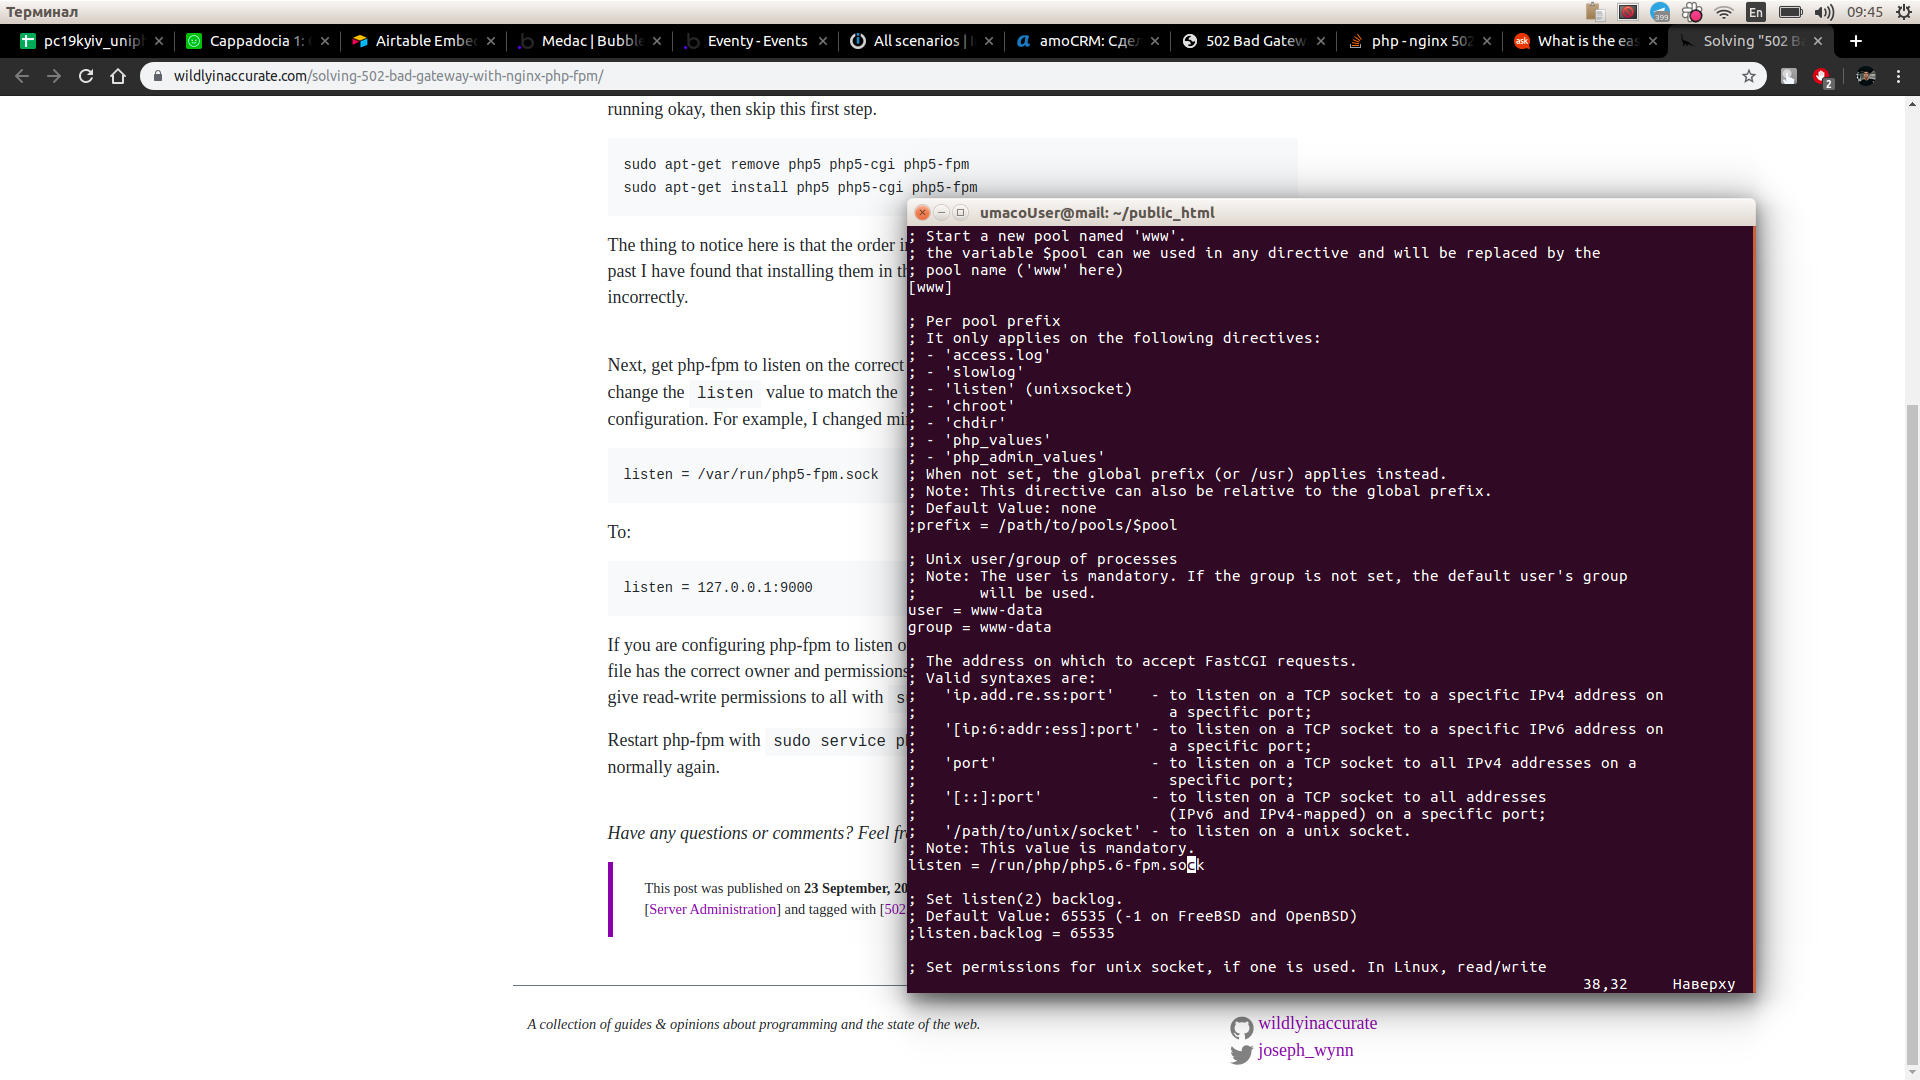 Терминал
399
En
09:45
pc19kyiv_uniph
Cappadocia 1:
Airtable Embe
Medac | Bubble
Eventy - Events
All scenarios | I
amoCRM: Сдел
502 Bad Gatew
php - nginx 502
ask
What is the eas
Solving "502 B
wildlyinaccurate.com/solving-502-bad-gateway-with-nginx-php-fpm/
2
running okay, then skip this first step.
sudo apt-get remove php5 php5-cgi php5-fpm
sudo apt-get install php5 php5-cgi php5-fpm
The thing to notice here is that the order i
past I have found that installing them in th
incorrectly.
Next, get php-fpm to listen on the correct
change the listen value to match the
configuration. For example, I changed mi
listen = /var/run/php5-fpm.sock
To:
listen = 127.0.0.1:9000
If you are configuring php-fpm to listen o
file has the correct owner and permissions
give read-write permissions to all with s
Restart php-fpm with sudo service p
normally again.
Have any questions or comments? Feel fr
This post was published on 23 September, 20
[Server Administration] and tagged with [502
A collection of guides & opinions about programming and the state of the web.
wildlyinaccurate
joseph_wynn
umacoUser@mail: ~/public_html
; Start a new pool named 'www'.
; the variable $pool can we used in any directive and will be replaced by the
; pool name ('www' here)
[www]
; Per pool prefix
; It only applies on the following directives:
; - 'access.log'
; - 'slowlog'
; - 'listen' (unixsocket)
; - 'chroot'
; - 'chdir'
; - 'php_values'
; - 'php_admin_values'
; When not set, the global prefix (or /usr) applies instead.
; Note: This directive can also be relative to the global prefix.
; Default Value: none
;prefix = /path/to/pools/$pool
; Unix user/group of processes
; Note: The user is mandatory. If the group is not set, the default user's group
;       will be used.
user = www-data
group = www-data
; The address on which to accept FastCGI requests.
; Valid syntaxes are:
;   'ip.add.re.ss:port'    - to listen on a TCP socket to a specific IPv4 address on
;                            a specific port;
;   '[ip:6:addr:ess]:port' - to listen on a TCP socket to a specific IPv6 address on
;                            a specific port;
;   'port'                 - to listen on a TCP socket to all IPv4 addresses on a
;                            specific port;
;   '[::]:port'            - to listen on a TCP socket to all addresses
;                            (IPv6 and IPv4-mapped) on a specific port;
;   '/path/to/unix/socket' - to listen on a unix socket.
; Note: This value is mandatory.
listen = /run/php/php5.6-fpm.sock
; Set listen(2) backlog.
; Default Value: 65535 (-1 on FreeBSD and OpenBSD)
;listen.backlog = 65535
; Set permissions for unix socket, if one is used. In Linux, read/write
38,32 Наверху